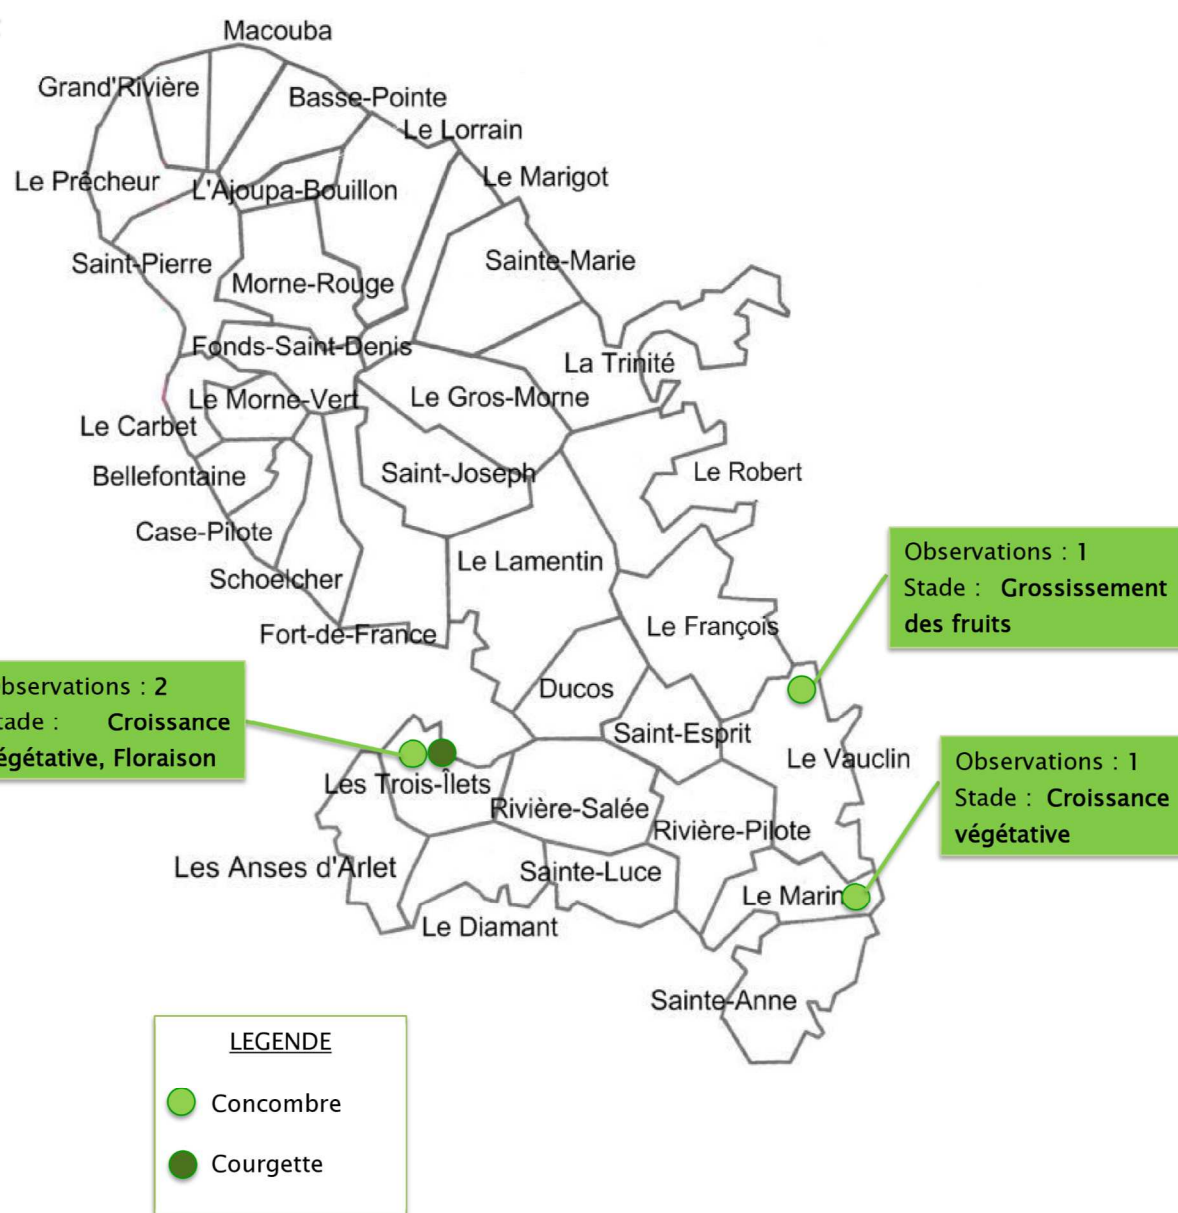 Macouba
Grand'Rivière
Basse-Pointe
Le Lorrain
Le Prêcheur
L'Ajoupa-Bouillon
Le Marigot
Saint-Pierre
Sainte-Marie
Morne-Rouge
Fonds-Saint-Denis
La Trinité
Le Morne-Vert
Le Gros-Morne
Le Carbet
Bellefontaine
Saint-Joseph
Le Robert
Case-Pilote
Schoelcher
Le Lamentin
Fort-de-France
Le François
Observations : 1
Stade : Grossissement
des fruits
bservations : 2
tade : Croissance
égétative, Floraison
Ducos
Saint-Esprit
Le Vauclin
Les Trois-Îlets
Rivière-Salée
Rivière-Pilote
Observations : 1
Stade : Croissance
végétative
Les Anses d'Arlet
Sainte-Luce
Le Marin
Le Diamant
Sainte-Anne
LEGENDE
Concombre
Courgette